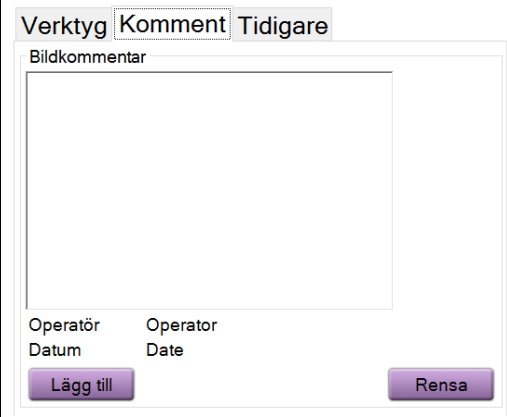 Verktyg Komment Tidigare
Bildkommentar
Operatör Operator
Datum Date
Lägg till Rensa